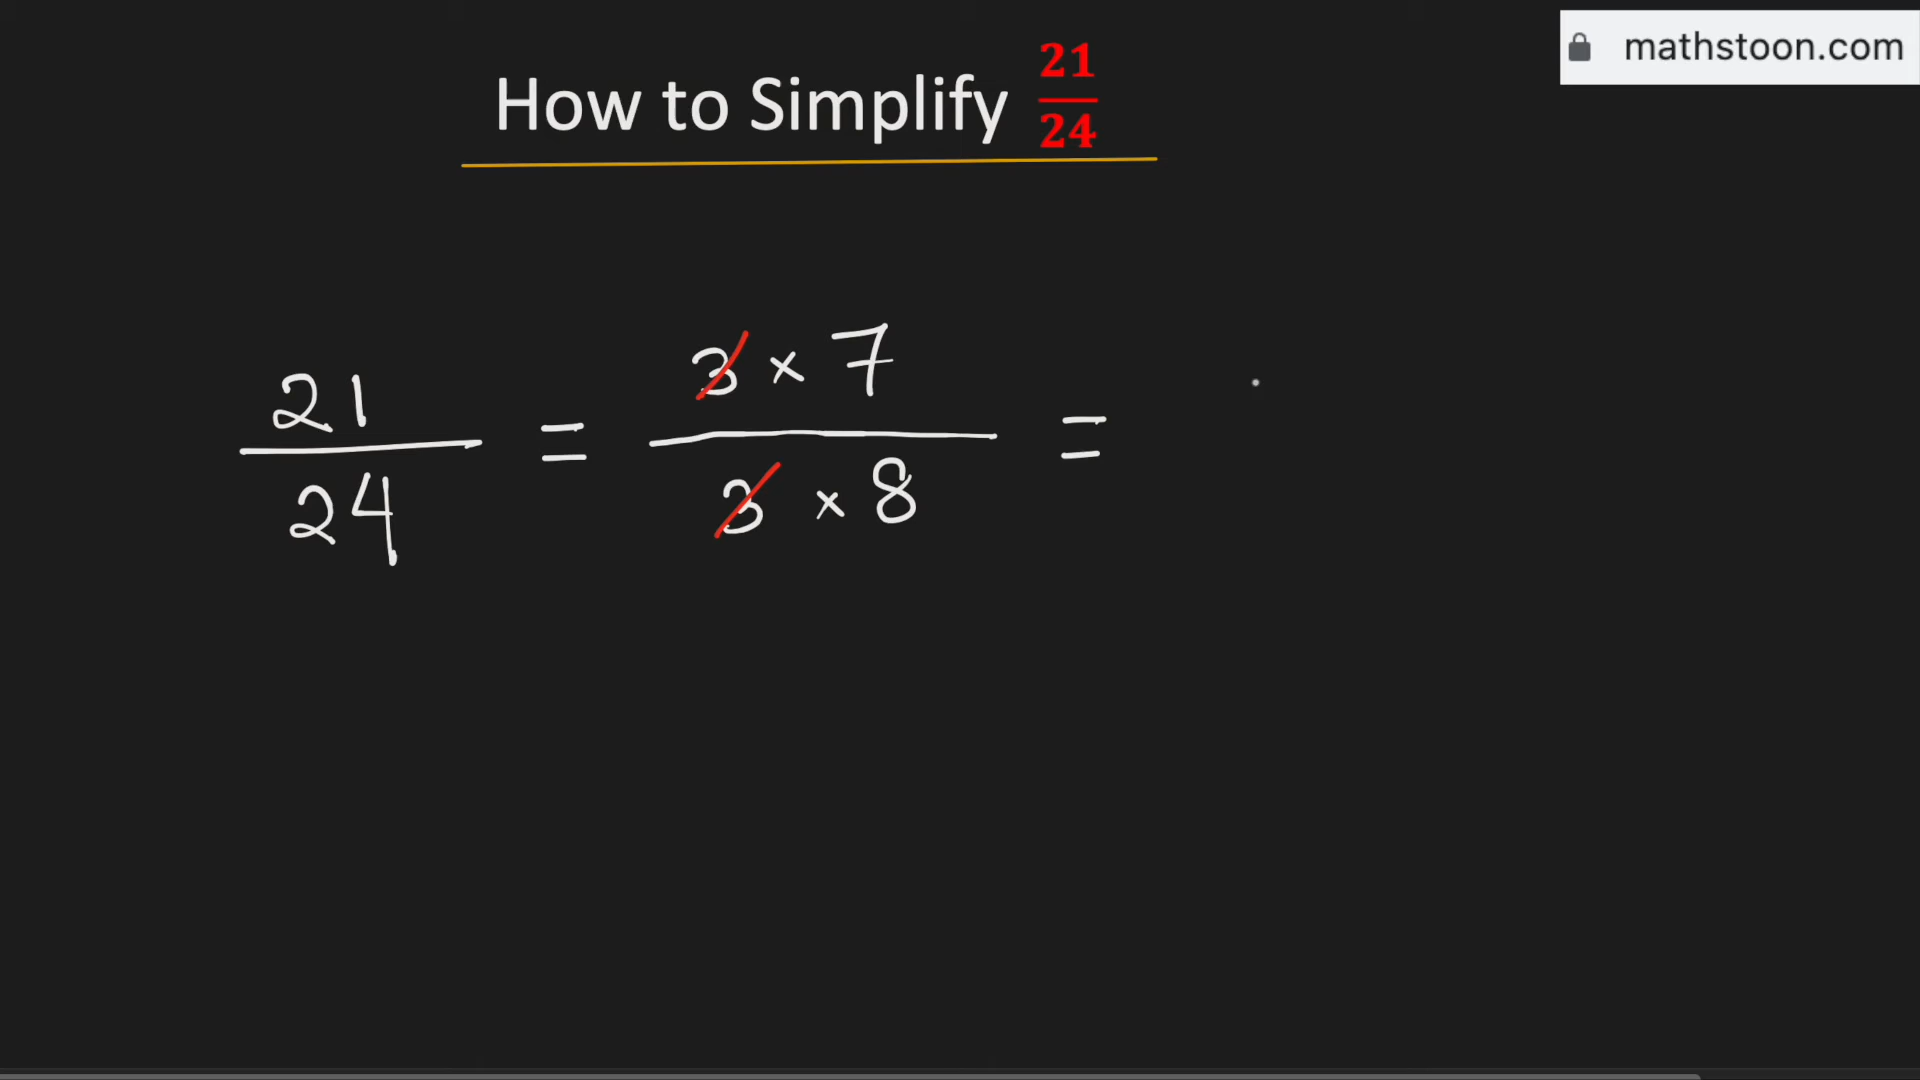 mathstoon.com
How to Simplify 21/24
21/24 = 3 × 7 / 3 × 8 =